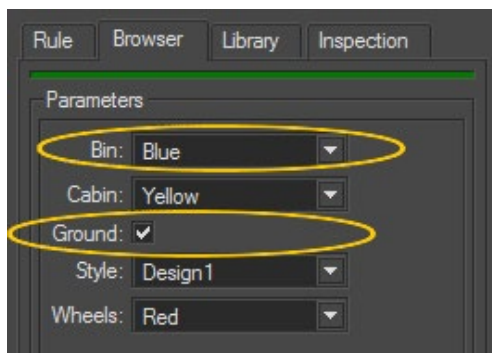 Rule Browser Library Inspection
Parameters
Bin: Blue
Cabin: Yellow
Ground:
Style: Design1
Wheels: Red